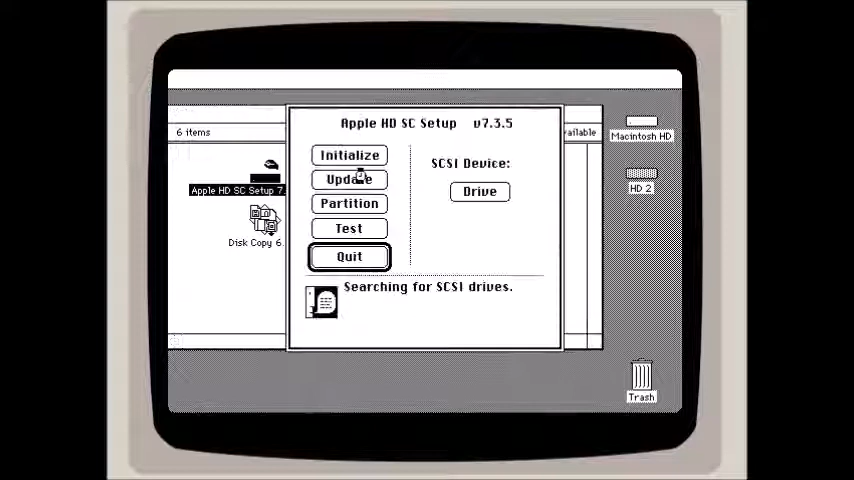 Apple HD SC Setup v7.3.5
6 items
vailable
Macintosh HD
Initialize
SCSI Device:
Update
Drive
HD 2
Apple HD SC Setup 7.
Partition
Test
Disk Copy 6.
Quit
Searching for SCSI drives.
Trash